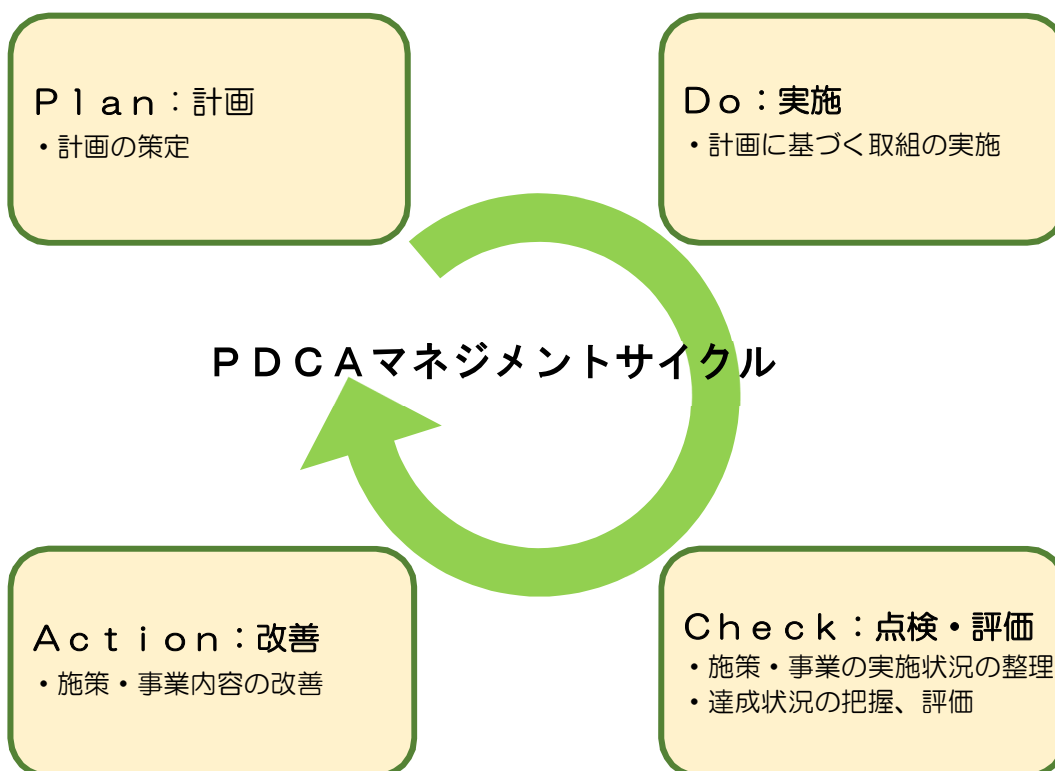 Ｐｌａｎ：計画
・計画の策定
Ｄｏ：実施
・計画に基づく取組の実施
ＰＤＣＡマネジメントサイクル
Ａｃｔｉｏｎ：改善
・施策・事業内容の改善
Ｃｈｅｃｋ：点検・評価
・施策・事業の実施状況の整理
・達成状況の把握、評価